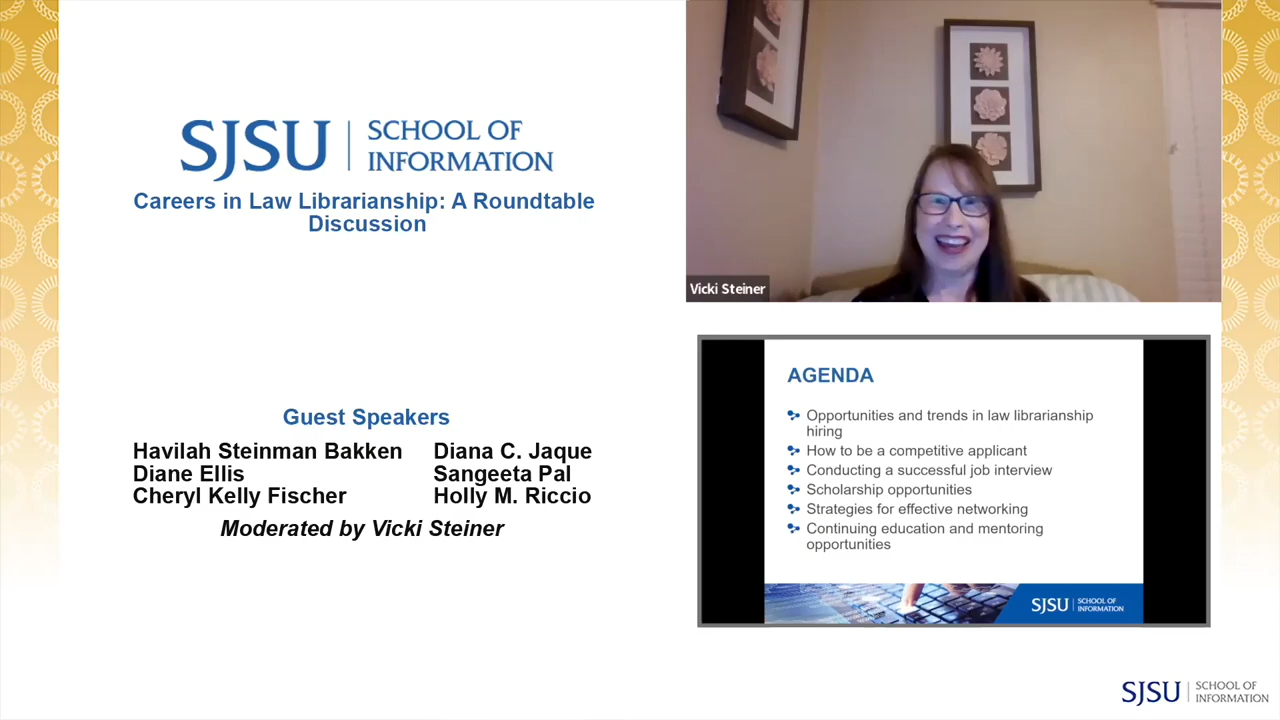 SJSU SCHOOL OF
INFORMATION
Careers in Law Librarianship: A Roundtable
Discussion
Guest Speakers
Havilah Steinman Bakken
Diane Ellis
Cheryl Kelly Fischer
Diana C. Jaque
Sangeeta Pal
Holly M. Riccio
Moderated by Vicki Steiner
Vicki Steiner
AGENDA
Opportunities and trends in law librarianship
hiring
How to be a competitive applicant
Conducting a successful job interview
Scholarship opportunities
Strategies for effective networking
Continuing education and mentoring
opportunities
SJSU SCHOOL OF
INFORMATION
SJSU SCHOOL OF
INFORMATION